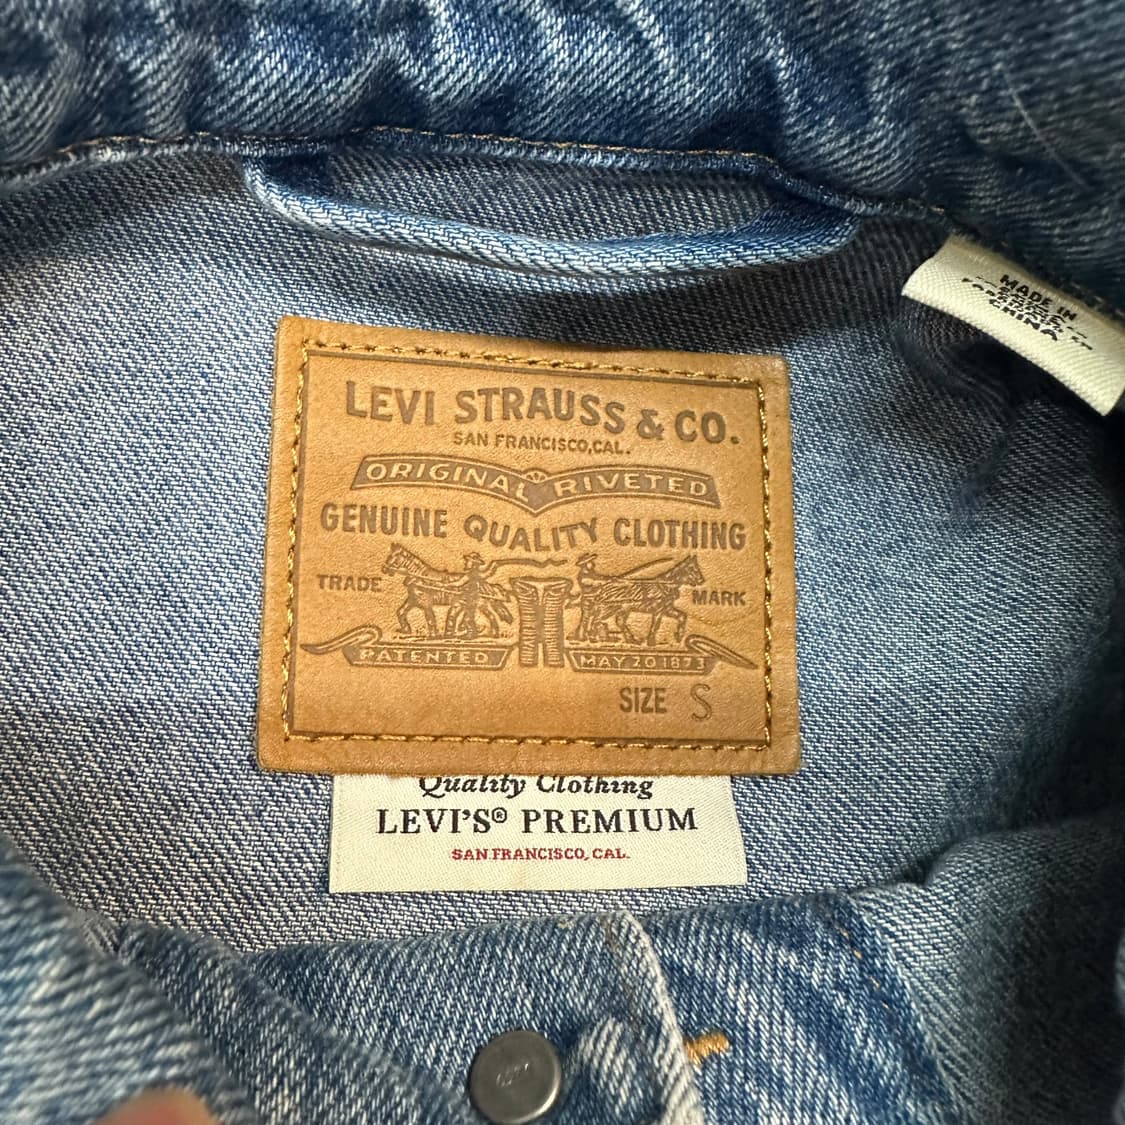 MADE IN
CHINA
LEVI STRAUSS & CO.
SAN FRANCISCO, CAL.
ORIGINAL RIVETED
GENUINE QUALITY CLOTHING
TRADE MARK
PATENTED MAY 20 1873
SIZE S
Quality Clothing
LEVI'S® PREMIUM
SAN FRANCISCO, CAL.